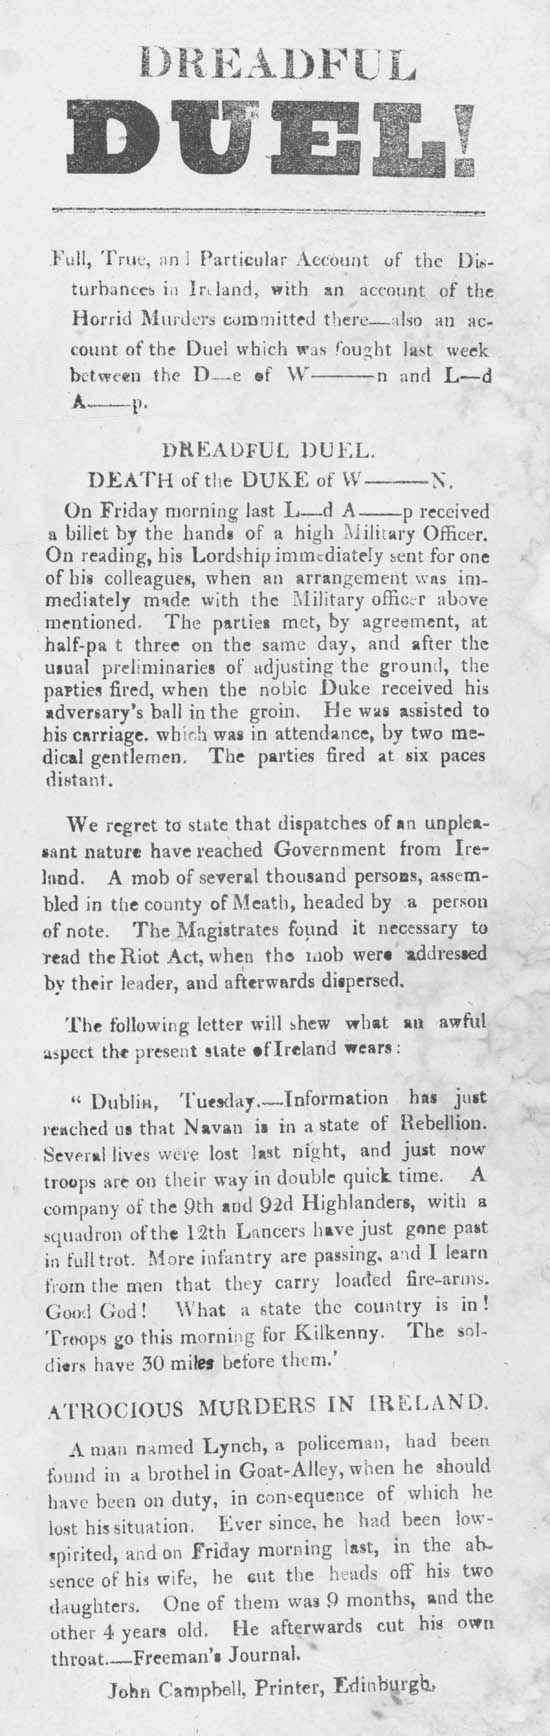 DREADFUL
DUEL!
Full, True, an l Particular Account of the Dis-
turbances in Ireland, with an account of the
Horrid Murders committed there—also an ac-
count of the Duel which was fought last week
between the D—e of W———n and L—d
A——p.
DREADFUL DUEL.
DEATH of the DUKE of W———N.
On Friday morning last L—d A——p received
a billet by the hands of a high Military Officer.
On reading, his Lordship immediately sent for one
of his colleagues, when an arrangement was im-
mediately made with the Military officer above
mentioned. The parties met, by agreement, at
half-pa t three on the same day, and after the
usual preliminaries of adjusting the ground, the
parties fired, when the noble Duke received his
adversary's ball in the groin. He was assisted to
his carriage. which was in attendance, by two me-
dical gentlemen. The parties fired at six paces
distant.
We regret to state that dispatches of an unplea-
sant nature have reached Government from Ire-
land. A mob of several thousand persons, assem-
bled in the county of Meath, headed by a person
of note. The Magistrates found it necessary to
read the Riot Act, when the mob were addressed
by their leader, and afterwards dispersed.
The following letter will shew what an awful
aspect the present state of Ireland wears:
“ Dublin, Tuesday.—Information has just
reached us that Navan is in a state of Rebellion.
Several lives were lost last night, and just now
troops are on their way in double quick time. A
company of the 9th and 92d Highlanders, with a
squadron of the 12th Lancers have just gone past
in full trot. More infantry are passing, and I learn
from the men that they carry loaded fire-arms.
Good God! What a state the country is in!
Troops go this morning for Kilkenny. The sol-
diers have 30 miles before them.'
ATROCIOUS MURDERS IN IRELAND.
A man named Lynch, a policeman, had been
found in a brothel in Goat-Alley, when he should
have been on duty, in consequence of which he
lost his situation. Ever since, he had been low-
spirited, and on Friday morning last, in the ab-
sence of his wife, he cut the heads off his two
daughters. One of them was 9 months, and the
other 4 years old. He afterwards cut his own
throat.—Freeman's Journal.
John Campbell, Printer, Edinburgh.